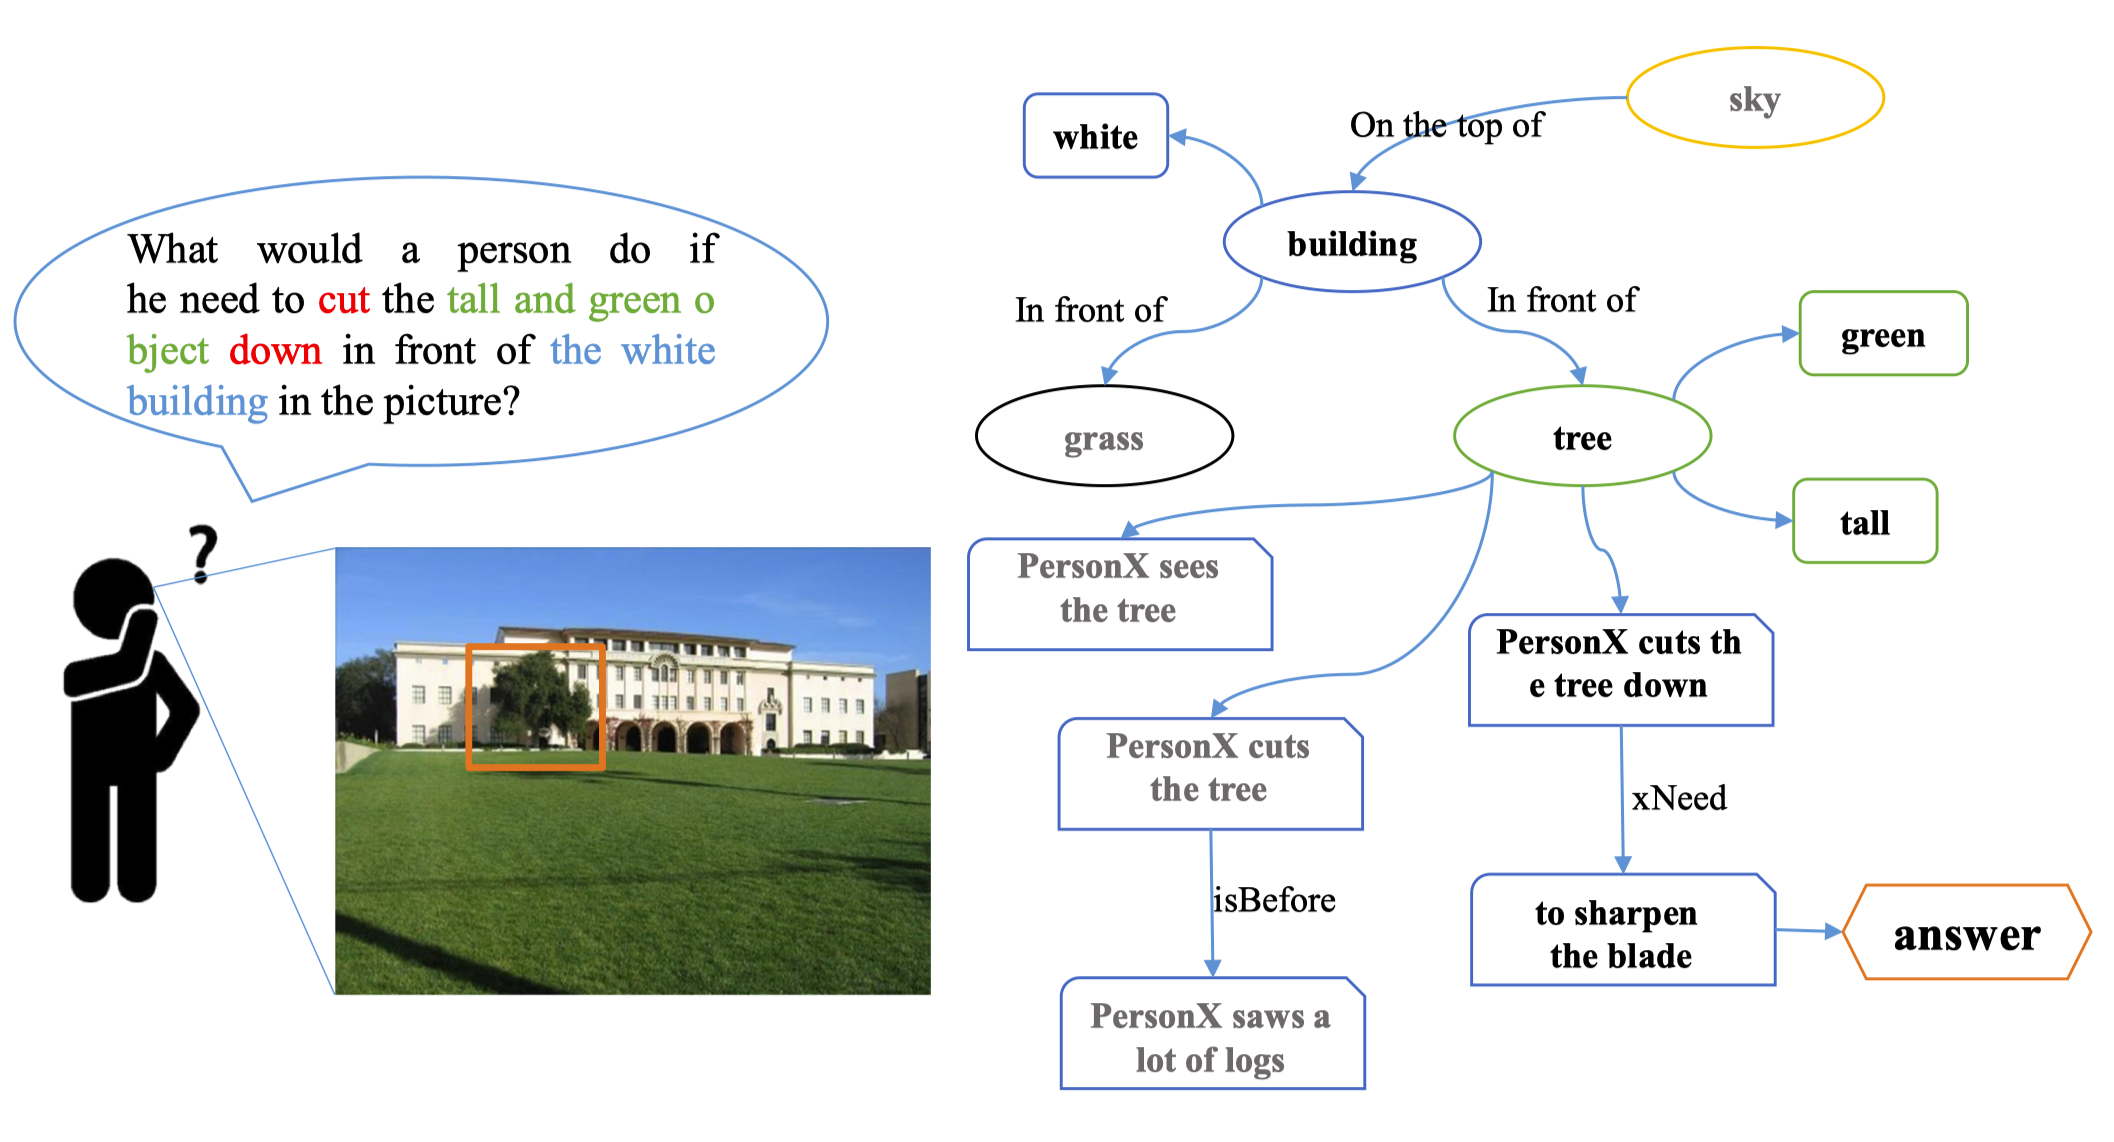 What would a person do if
he need to cut the tall and green o
bject down in front of the white
building in the picture?
?
sky
On the top of
white
building
In front of
In front of
green
grass
tree
tall
PersonX sees
the tree
PersonX cuts th
e tree down
PersonX cuts
the tree
xNeed
isBefore
to sharpen
the blade
answer
PersonX saws a
lot of logs